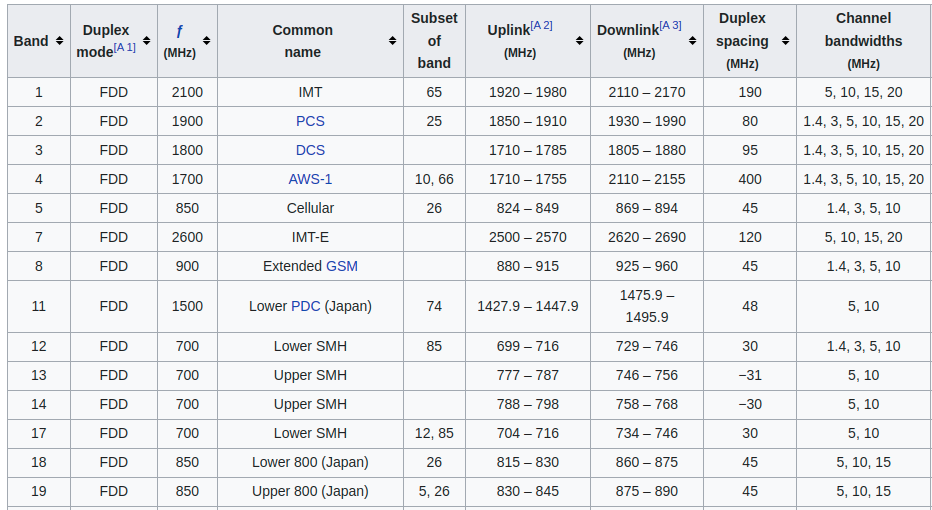 Band Duplex mode[A 1] ƒ (MHz) Common name Subset of band Uplink[A 2] (MHz) Downlink[A 3] (MHz) Duplex spacing (MHz) Channel bandwidths (MHz)
1 FDD 2100 IMT 65 1920 – 1980 2110 – 2170 190 5, 10, 15, 20
2 FDD 1900 PCS 25 1850 – 1910 1930 – 1990 80 1.4, 3, 5, 10, 15, 20
3 FDD 1800 DCS 1710 – 1785 1805 – 1880 95 1.4, 3, 5, 10, 15, 20
4 FDD 1700 AWS-1 10, 66 1710 – 1755 2110 – 2155 400 1.4, 3, 5, 10, 15, 20
5 FDD 850 Cellular 26 824 – 849 869 – 894 45 1.4, 3, 5, 10
7 FDD 2600 IMT-E 2500 – 2570 2620 – 2690 120 5, 10, 15, 20
8 FDD 900 Extended GSM 880 – 915 925 – 960 45 1.4, 3, 5, 10
11 FDD 1500 Lower PDC (Japan) 74 1427.9 – 1447.9 1475.9 – 1495.9 48 5, 10
12 FDD 700 Lower SMH 85 699 – 716 729 – 746 30 1.4, 3, 5, 10
13 FDD 700 Upper SMH 777 – 787 746 – 756 −31 5, 10
14 FDD 700 Upper SMH 788 – 798 758 – 768 −30 5, 10
17 FDD 700 Lower SMH 12, 85 704 – 716 734 – 746 30 5, 10
18 FDD 850 Lower 800 (Japan) 26 815 – 830 860 – 875 45 5, 10, 15
19 FDD 850 Upper 800 (Japan) 5, 26 830 – 845 875 – 890 45 5, 10, 15